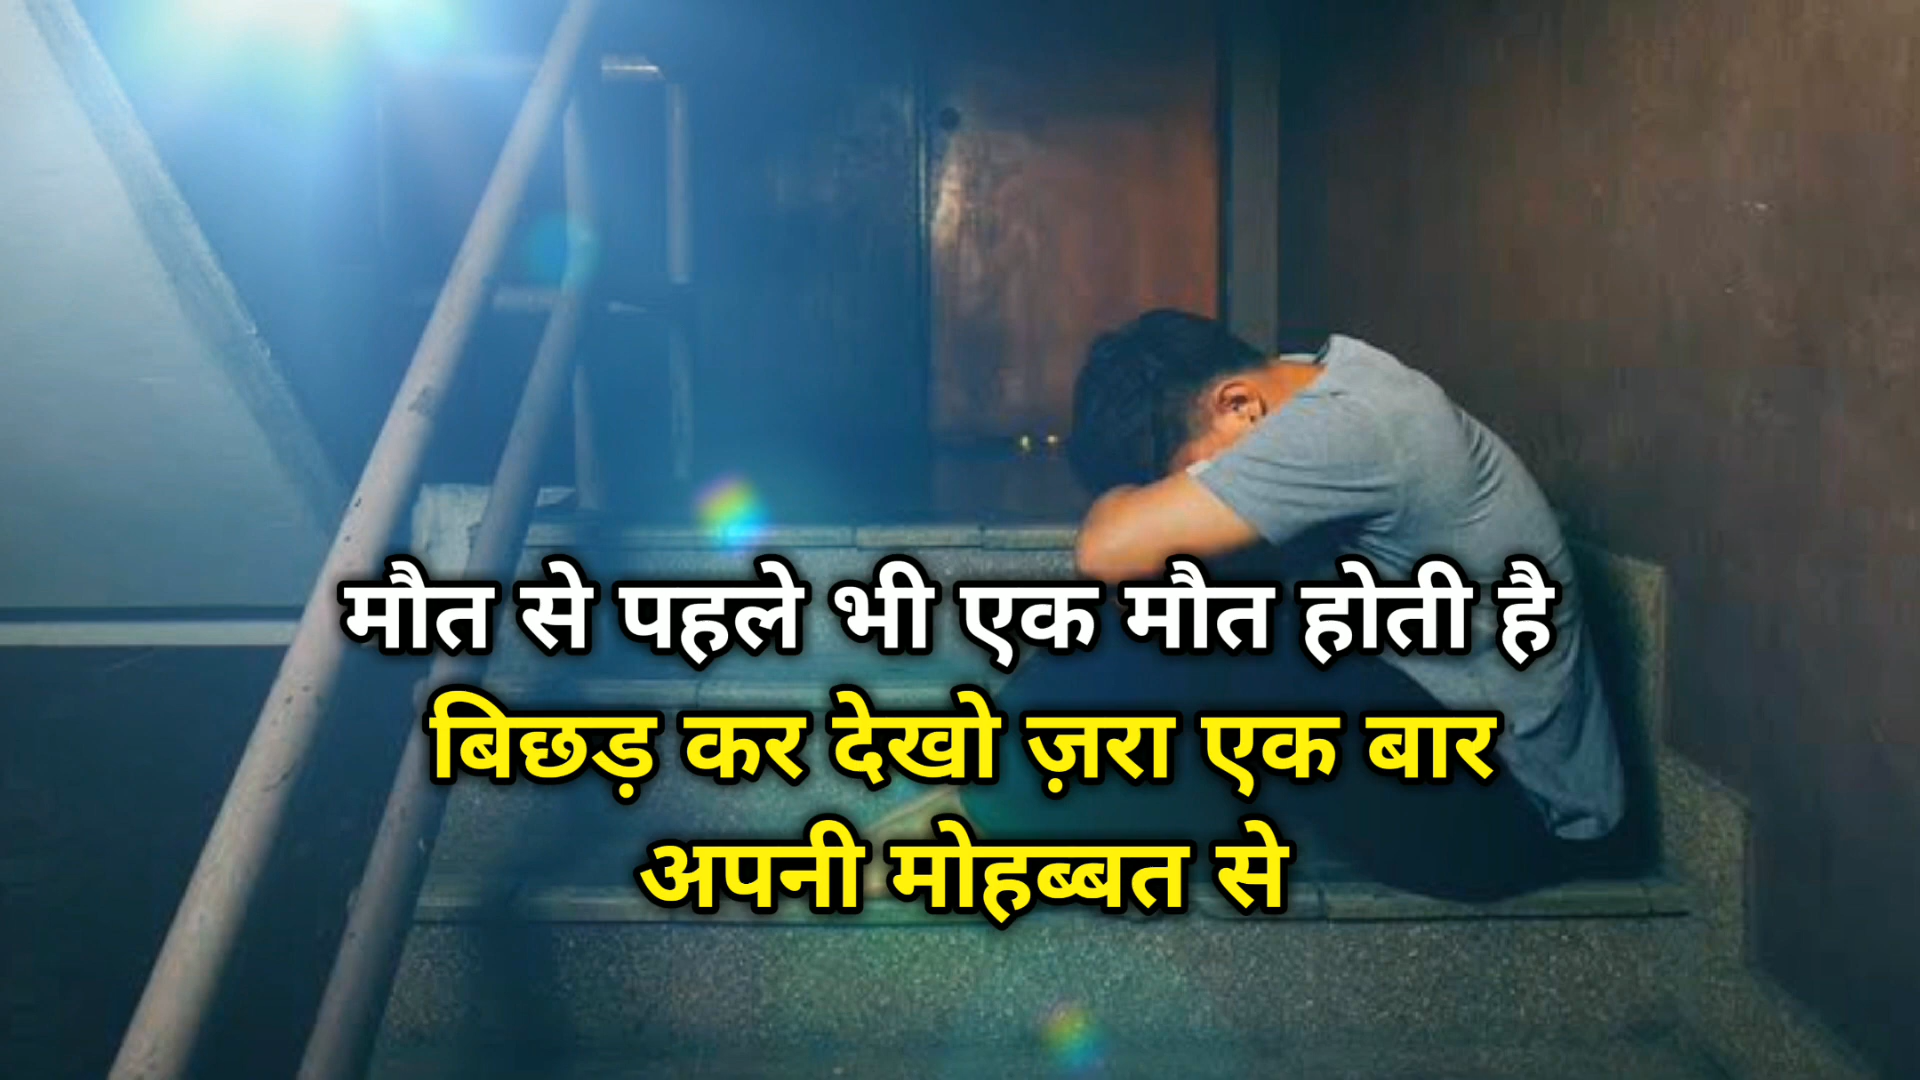 मौत से पहले भी एक मौत होती है
बिछड़ कर देखो ज़रा एक बार
अपनी मोहब्बत से